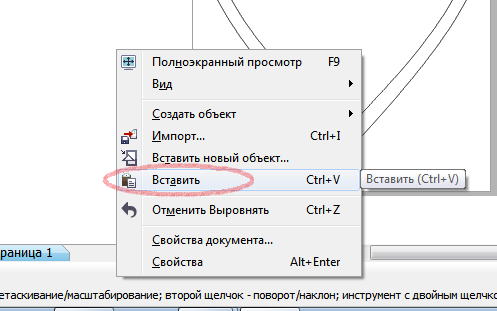 Полноэкранный просмотр F9
Вид
Создать объект
Импорт... Ctrl+I
Вставить новый объект...
Вставить Ctrl+V
Вставить (Ctrl+V)
Отменить Выровнять Ctrl+Z
Свойства документа...
раница 1
Свойства Alt+Enter
етаскивание/масштабирование; второй щелчок - поворот/наклон; инструмент с двойным щелчко